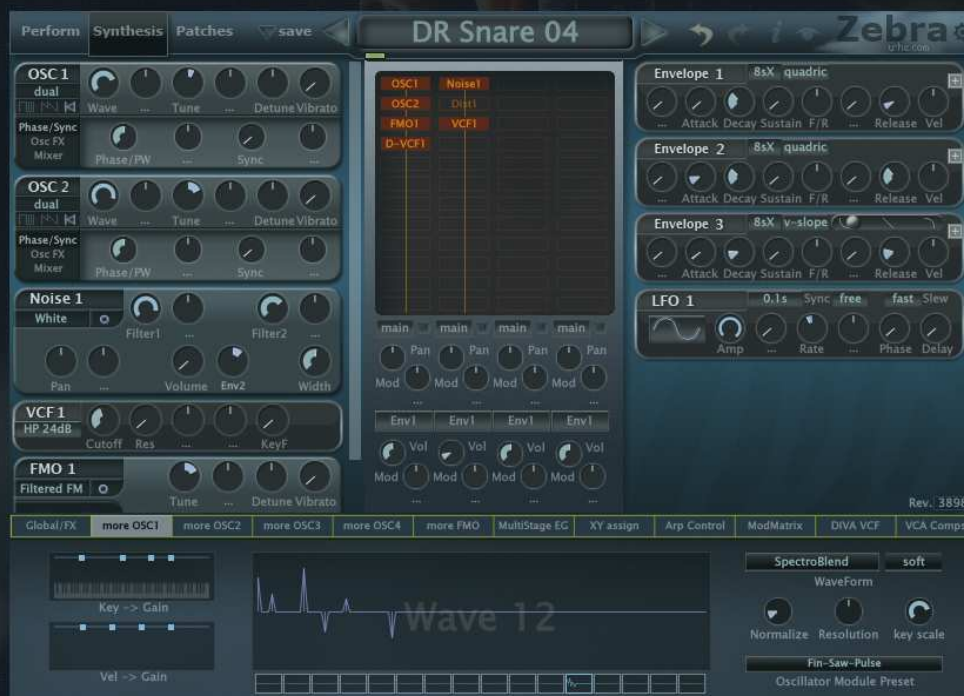 Perform Synthesis Patches save DR Snare 04 Zebra
u-he.com
OSC 1
dual
Wave ... Tune ... Detune Vibrato
Phase/Sync
Osc FX
Mixer
Phase/PW ... Sync ...
OSC 2
dual
Wave ... Tune ... Detune Vibrato
Phase/Sync
Osc FX
Mixer
Phase/PW ... Sync ...
Noise 1
White
Filter1 ... Filter2 ...
Pan ... Volume Env2 Width
VCF 1
HP 24dB
Cutoff Res ... ... KeyF
FMO 1
Filtered FM
Tune ... Detune Vibrato
OSC1 Noise1
OSC2 Dist1
FMO1 VCF1
D-VCF1
main main main main
Pan Pan Pan Pan
Mod Mod Mod Mod
... ... ... ...
Env1 Env1 Env1 Env1
Vol Vol Vol Vol
Mod Mod Mod Mod
... ... ... ...
Envelope 1 8sX quadric
... Attack Decay Sustain F/R ... Release Vel
Envelope 2 8sX quadric
... Attack Decay Sustain F/R ... Release Vel
Envelope 3 8sX v-slope
... Attack Decay Sustain F/R ... Release Vel
LFO 1 0.1s Sync free fast Slew
Amp ... Rate ... Phase Delay
Rev. 3898
Global/FX more OSC1 more OSC2 more OSC3 more OSC4 more FMO MultiStage EG XY assign Arp Control ModMatrix DIVA VCF VCA Comps
Key -> Gain
Vel -> Gain
Wave 12
SpectroBlend soft
WaveForm
Normalize Resolution key scale
Fin-Saw-Pulse
Oscillator Module Preset